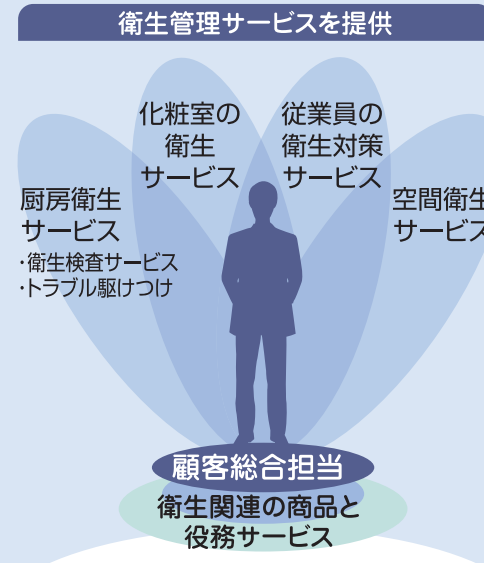 衛生管理サービスを提供
化粧室の
衛生
サービス
従業員の
衛生対策
サービス
厨房衛生
サービス
・衛生検査サービス
・トラブル駆けつけ
空間衛生
サービス
顧客総合担当
衛生関連の商品と
役務サービス